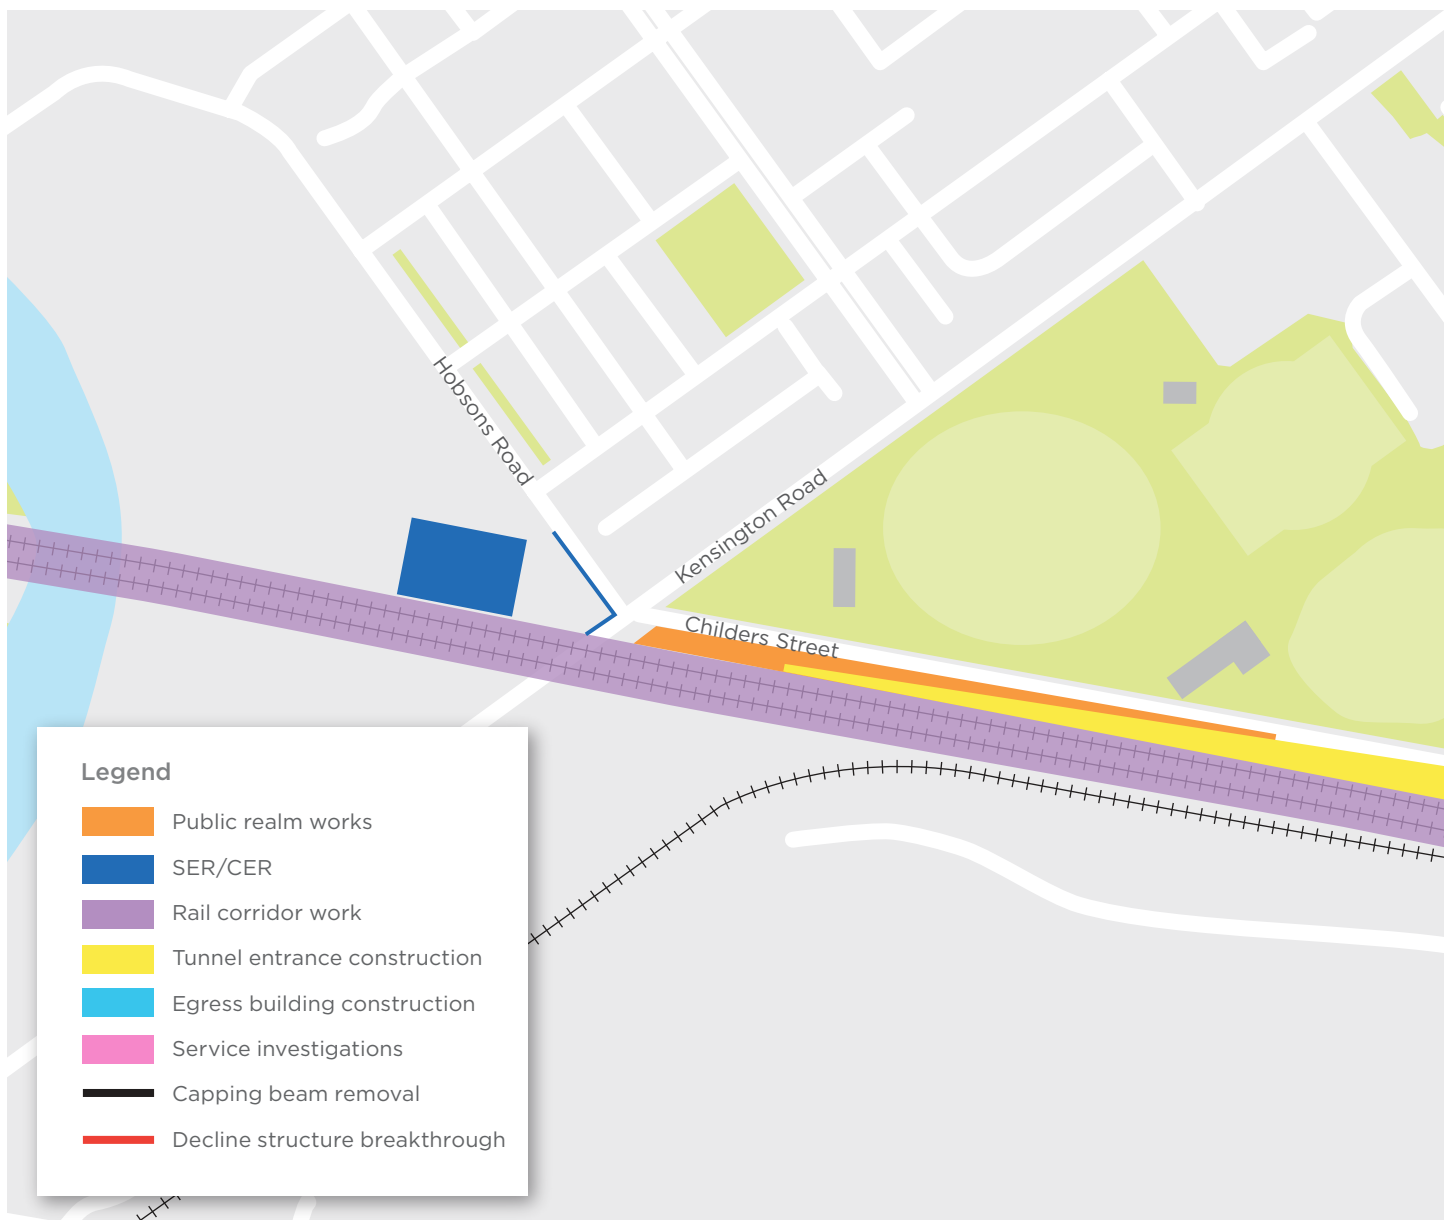 Hobsons Road
Kensington Road
Childers Street
Legend
Public realm works
SER/CER
Rail corridor work
Tunnel entrance construction
Egress building construction
Service investigations
Capping beam removal
Decline structure breakthrough